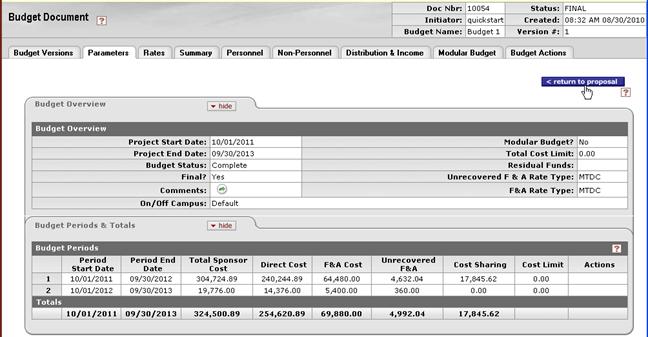 Budget Document ?
Doc Nbr: 10054 Status: FINAL
Initiator: quickstart Created: 08:32 AM 08/30/2010
Budget Name: Budget 1 Version #: 1
Budget Versions Parameters Rates Summary Personnel Non-Personnel Distribution & Income Modular Budget Budget Actions
< return to proposal
?
Budget Overview hide
Budget Overview
Project Start Date: 10/01/2011 Modular Budget? No
Project End Date: 09/30/2013 Total Cost Limit: 0.00
Budget Status: Complete Residual Funds:
Final? Yes Unrecovered F & A Rate Type: MTDC
Comments: F&A Rate Type: MTDC
On/Off Campus: Default
Budget Periods & Totals hide
Budget Periods ?
Period Start Date Period End Date Total Sponsor Cost Direct Cost F&A Cost Unrecovered F&A Cost Sharing Cost Limit Actions
1 10/01/2011 09/30/2012 304,724.89 240,244.89 64,480.00 4,632.04 17,845.62 0.00
2 10/01/2012 09/30/2013 19,776.00 14,376.00 5,400.00 360.00 0.00 0.00
Totals
10/01/2011 09/30/2013 324,500.89 254,620.89 69,880.00 4,992.04 17,845.62